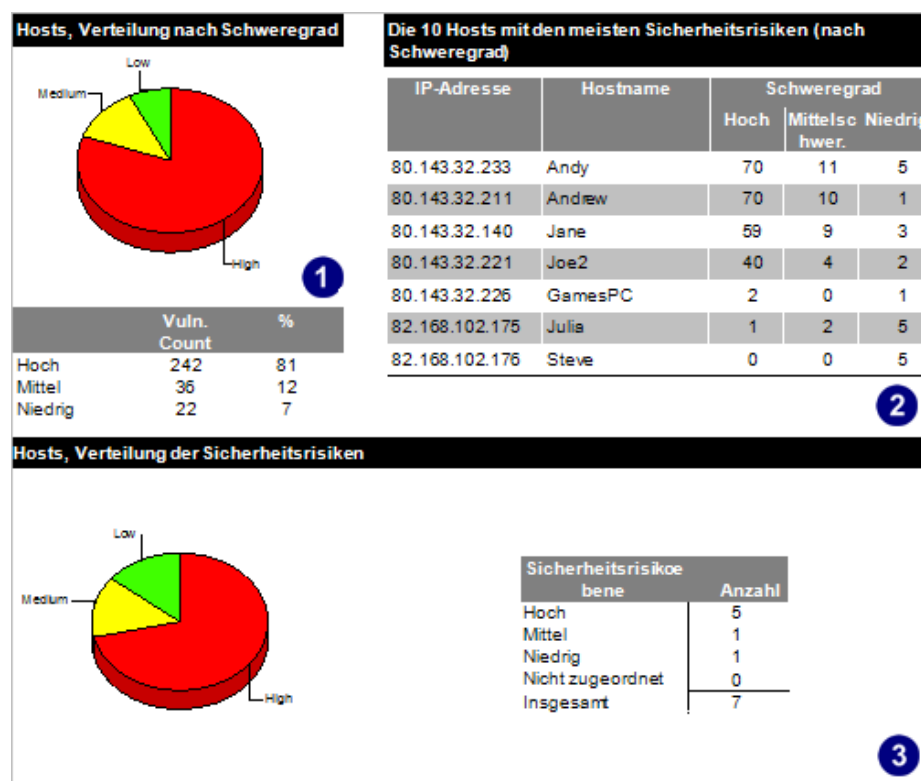 Hosts, Verteilung nach Schweregrad
Low
Medium
High
1
Vuln. Count %
Hoch 242 81
Mittel 36 12
Niedrig 22 7
Die 10 Hosts mit den meisten Sicherheitsrisiken (nach
Schweregrad)
IP-Adresse Hostname Schweregrad
Hoch Mittelsc Niedrig
hwer.
80.143.32.233 Andy 70 11 5
80.143.32.211 Andrew 70 10 1
80.143.32.140 Jane 59 9 3
80.143.32.221 Joe2 40 4 2
80.143.32.226 GamesPC 2 0 1
82.168.102.175 Julia 1 2 5
82.168.102.176 Steve 0 0 5
2
Hosts, Verteilung der Sicherheitsrisiken
Low
Medium
High
Sicherheitsrisikoe
bene Anzahl
Hoch 5
Mittel 1
Niedrig 1
Nicht zugeordnet 0
Insgesamt 7
3